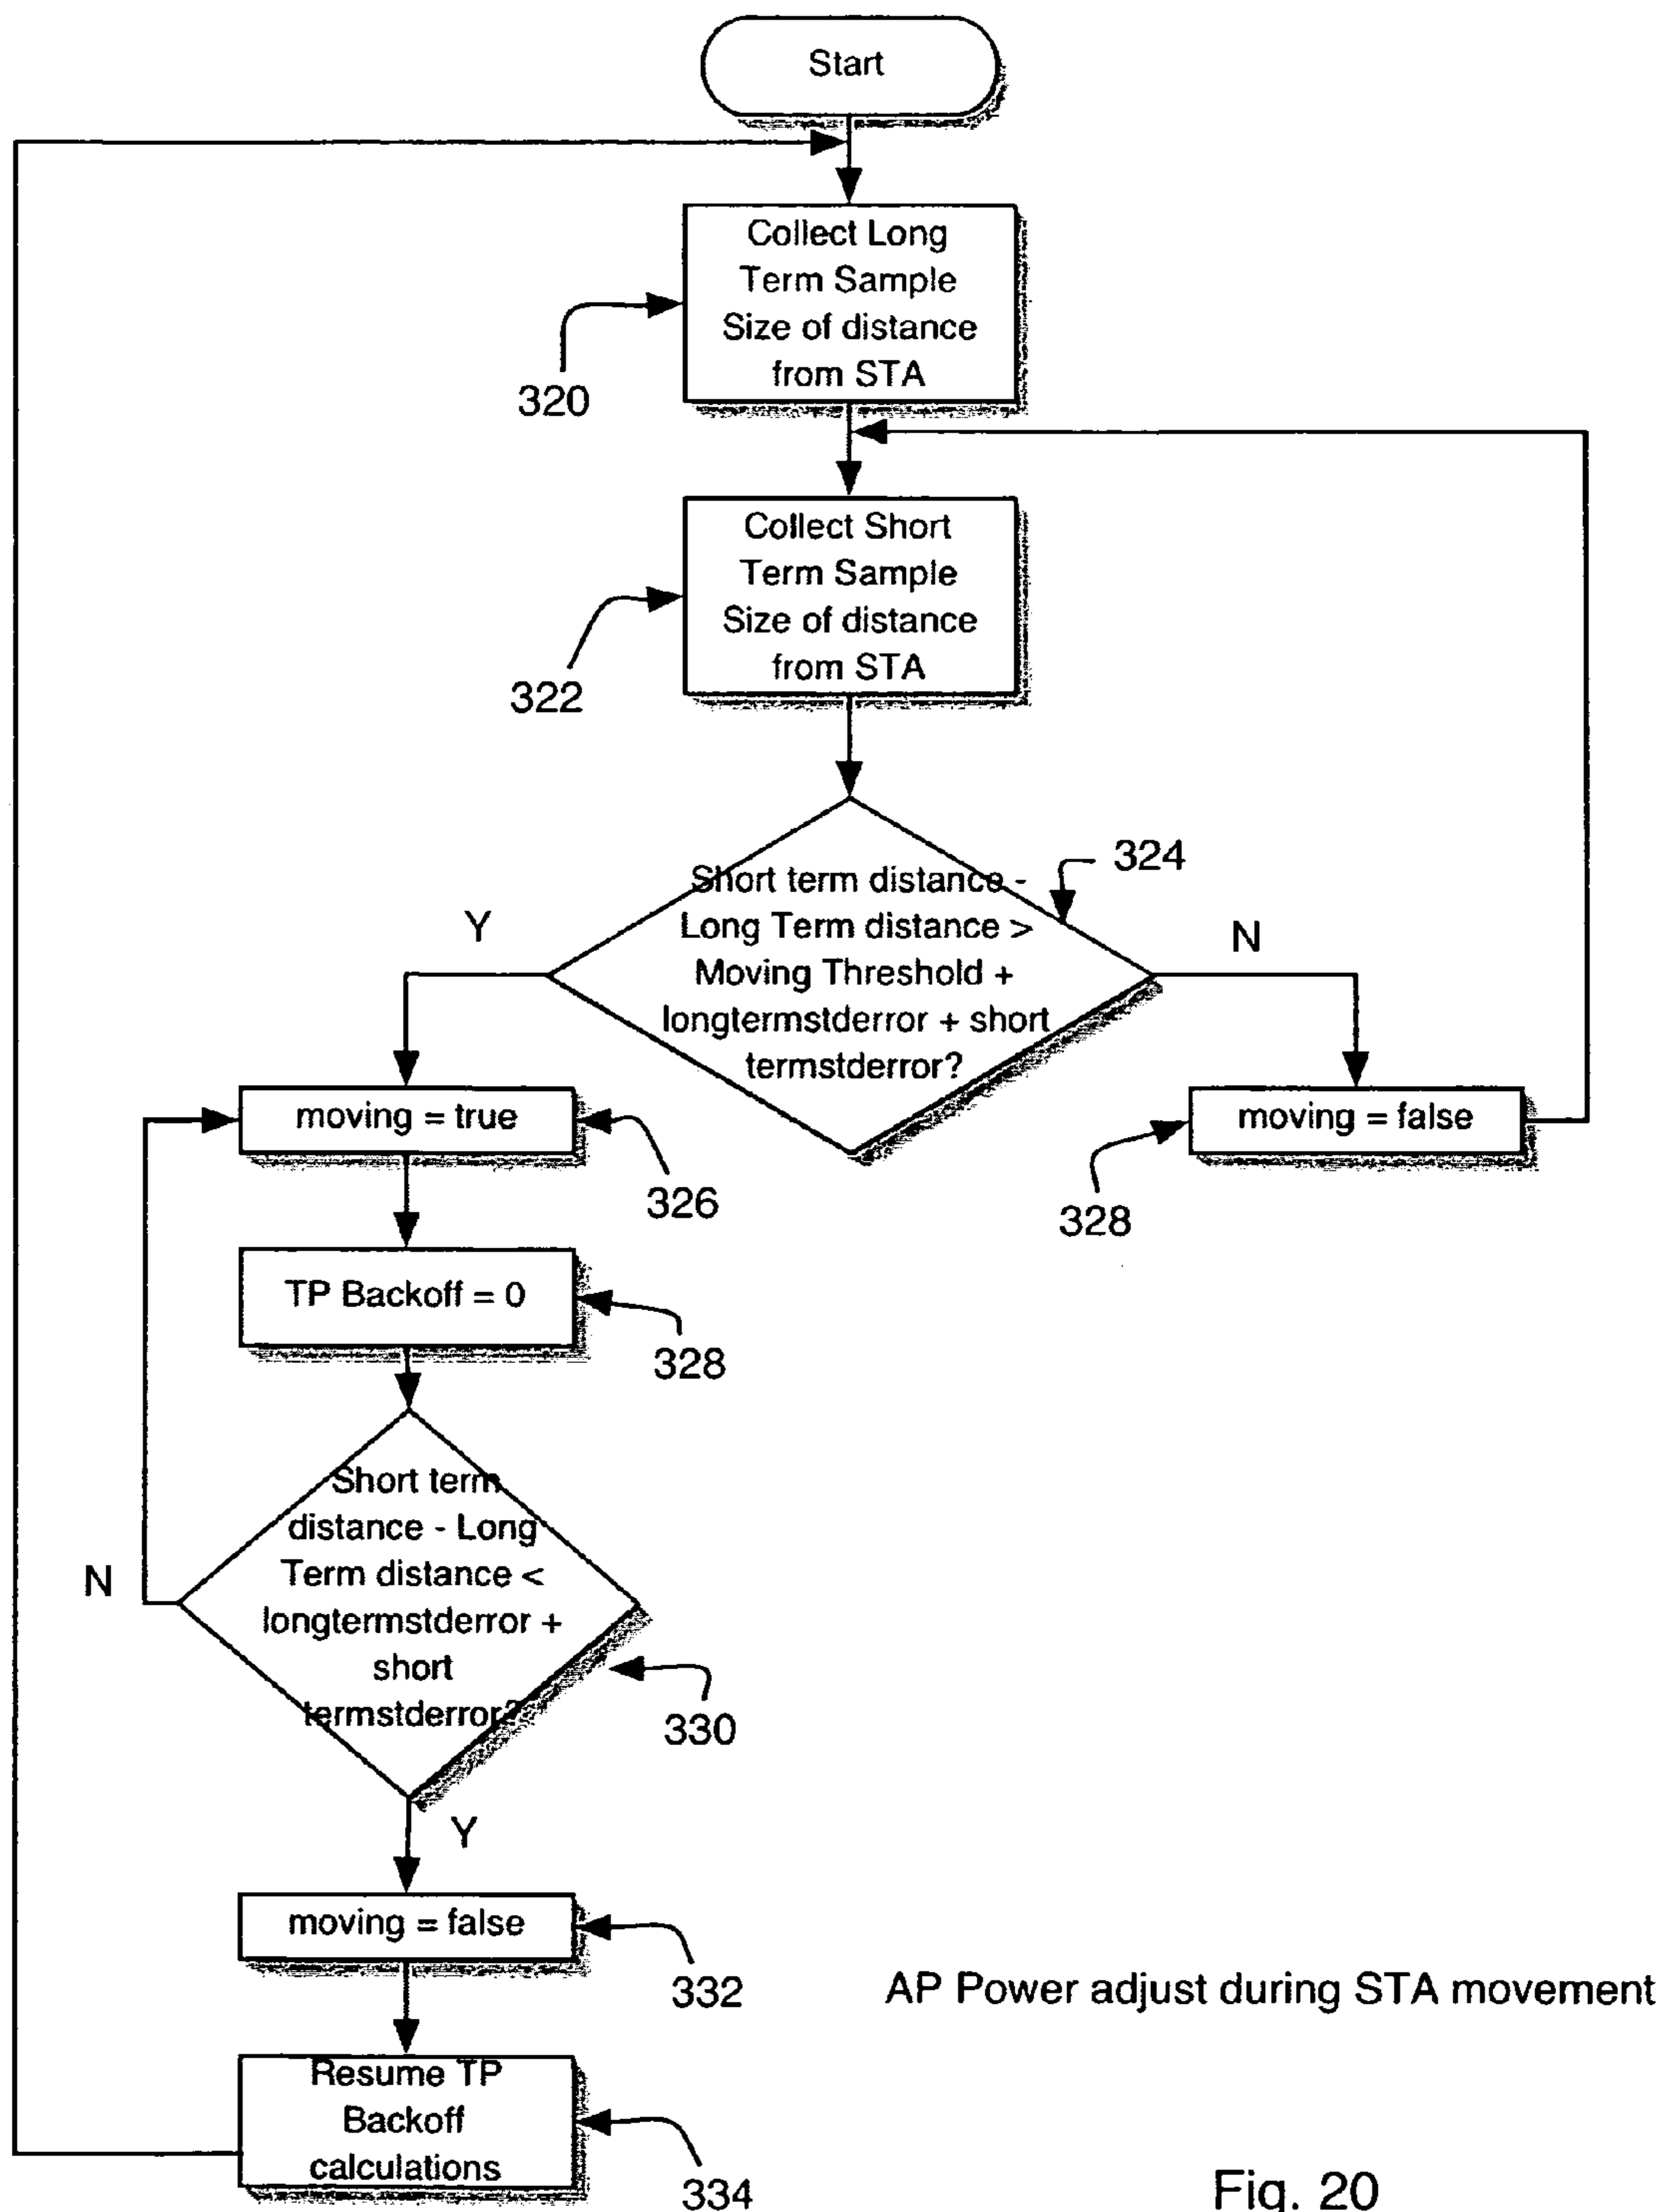 Start
Collect Long
Term Sample
Size of distance
from STA
320
Collect Short
Term Sample
Size of distance
from STA
322
324
Short term distance -
Long Term distance >
Moving Threshold +
longtermstderror + short
termstderror?
Y
N
moving = true
326
moving = false
328
TP Backoff = 0
328
Short term
distance - Long
Term distance <
longtermstderror +
short
termstderror?
N
330
Y
moving = false
332
AP Power adjust during STA movement
Resume TP
Backoff
calculations
334
Fig. 20